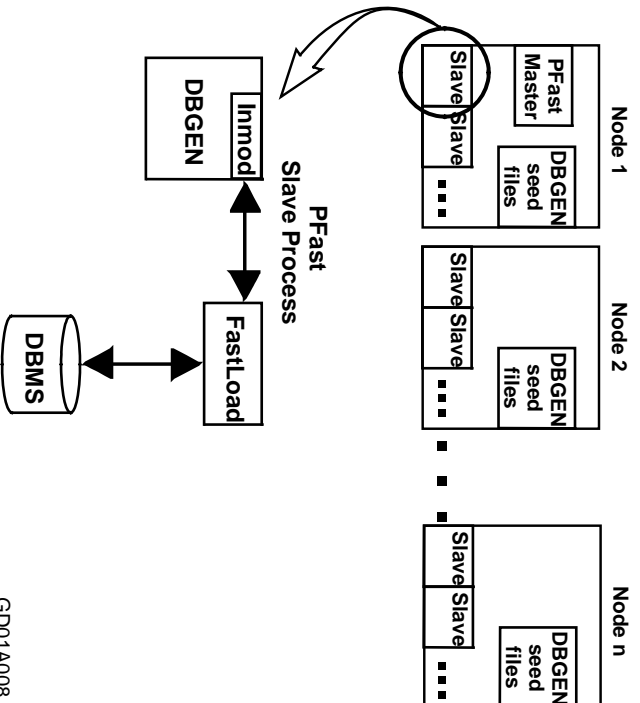 Node 1
PFast
Master
DBGEN
seed
files
Slave
Slave
Node 2
DBGEN
seed
files
Slave
Slave
Node n
DBGEN
seed
files
Slave
Slave
PFast
Slave Process
Inmod
DBGEN
FastLoad
DBMS
GD01A008